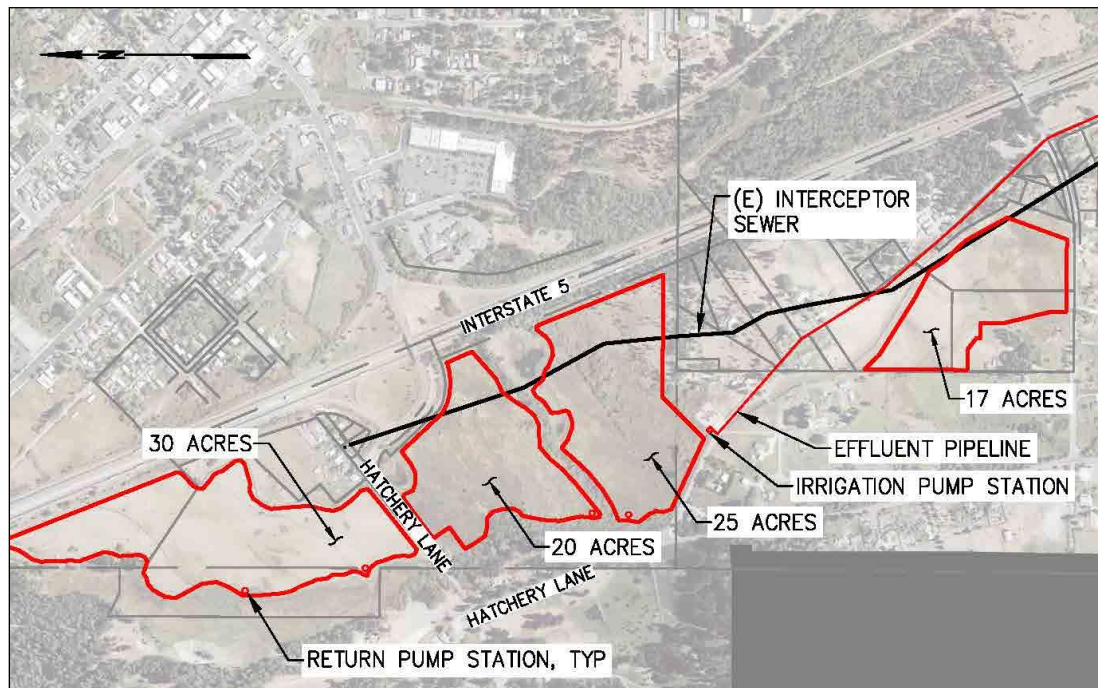 N
(E) INTERCEPTOR
SEWER
INTERSTATE 5
17 ACRES
30 ACRES
EFFLUENT PIPELINE
HATCHERY LANE
IRRIGATION PUMP STATION
25 ACRES
20 ACRES
HATCHERY LANE
RETURN PUMP STATION, TYP